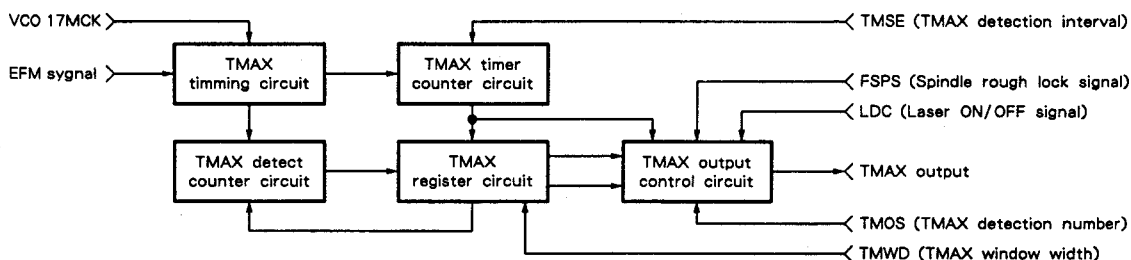 VCO 17MCK
TMSE (TMAX detection interval)
EFM sygnal
TMAX
timming circuit
TMAX timer
counter circuit
FSPS (Spindle rough lock signal)
LDC (Laser ON/OFF signal)
TMAX detect
counter circuit
TMAX
register circuit
TMAX output
control circuit
TMAX output
TMOS (TMAX detection number)
TMWD (TMAX window width)